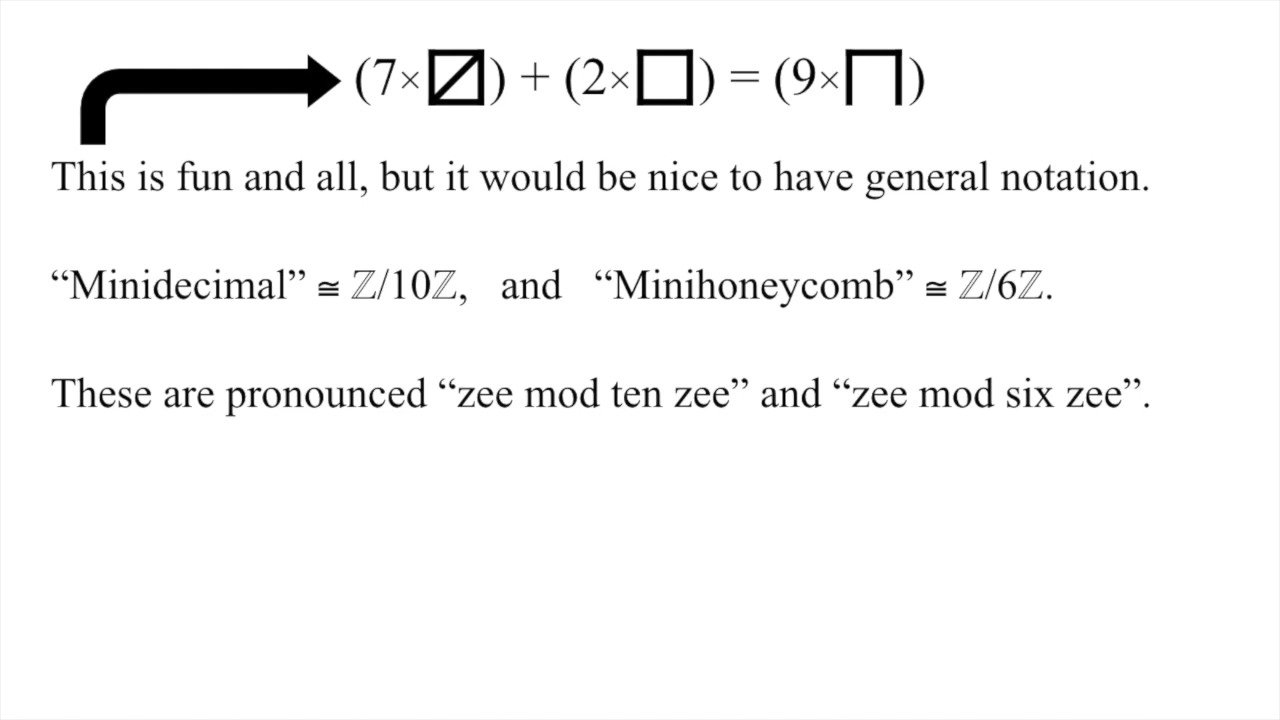 (7×⍁) + (2×□) = (9×⊓)
This is fun and all, but it would be nice to have general notation.
“Minidecimal” ≅ ℤ/10ℤ, and “Minihoneycomb” ≅ ℤ/6ℤ.
These are pronounced “zee mod ten zee” and “zee mod six zee”.